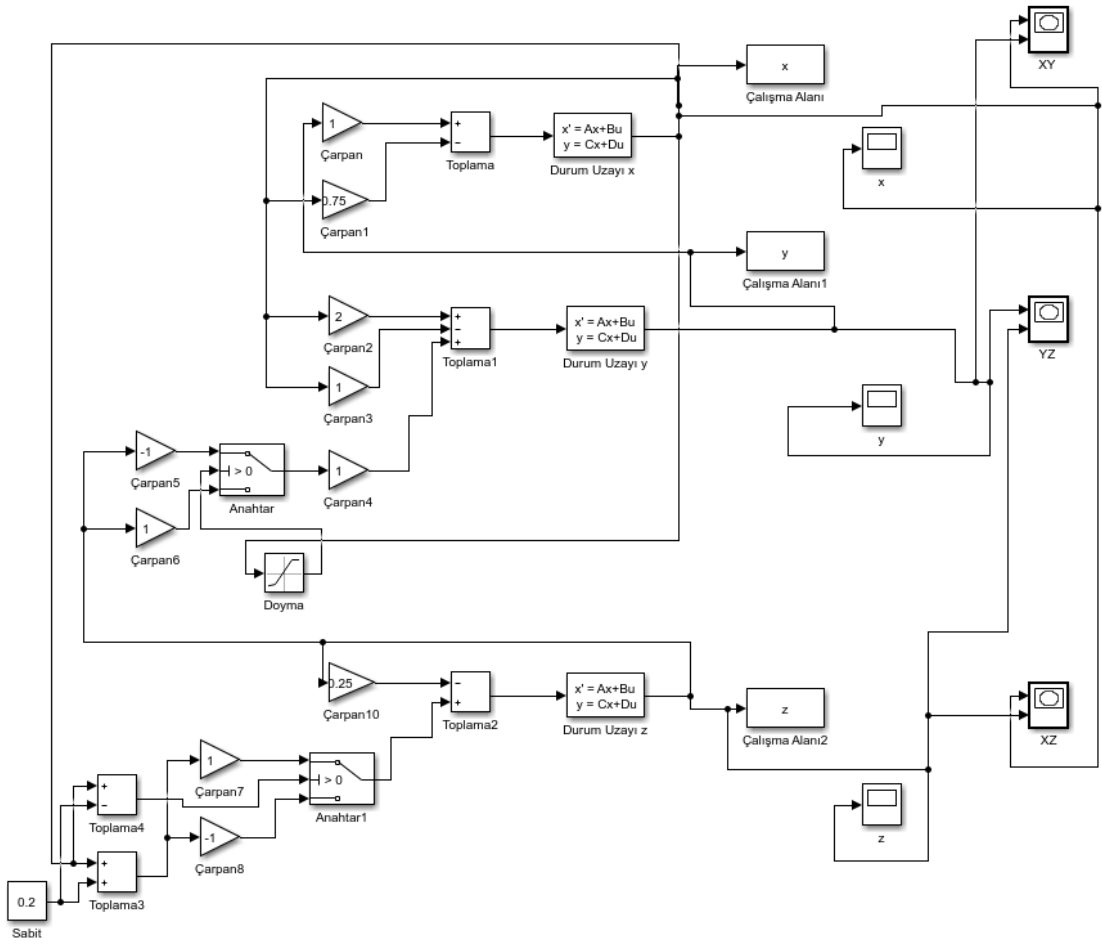 XY
x
Çalışma Alanı
1
Çarpan
+
−
Toplama
x' = Ax+Bu
y = Cx+Du
Durum Uzayı x
x
0.75
Çarpan1
y
Çalışma Alanı1
2
Çarpan2
+
−
+
Toplama1
x' = Ax+Bu
y = Cx+Du
Durum Uzayı y
YZ
1
Çarpan3
y
-1
Çarpan5
> 0
Anahtar
1
Çarpan4
1
Çarpan6
Doyma
0.25
Çarpan10
−
+
Toplama2
x' = Ax+Bu
y = Cx+Du
Durum Uzayı z
z
Çalışma Alanı2
XZ
1
Çarpan7
> 0
Anahtar1
+
−
Toplama4
-1
Çarpan8
z
+
+
Toplama3
0.2
Sabit